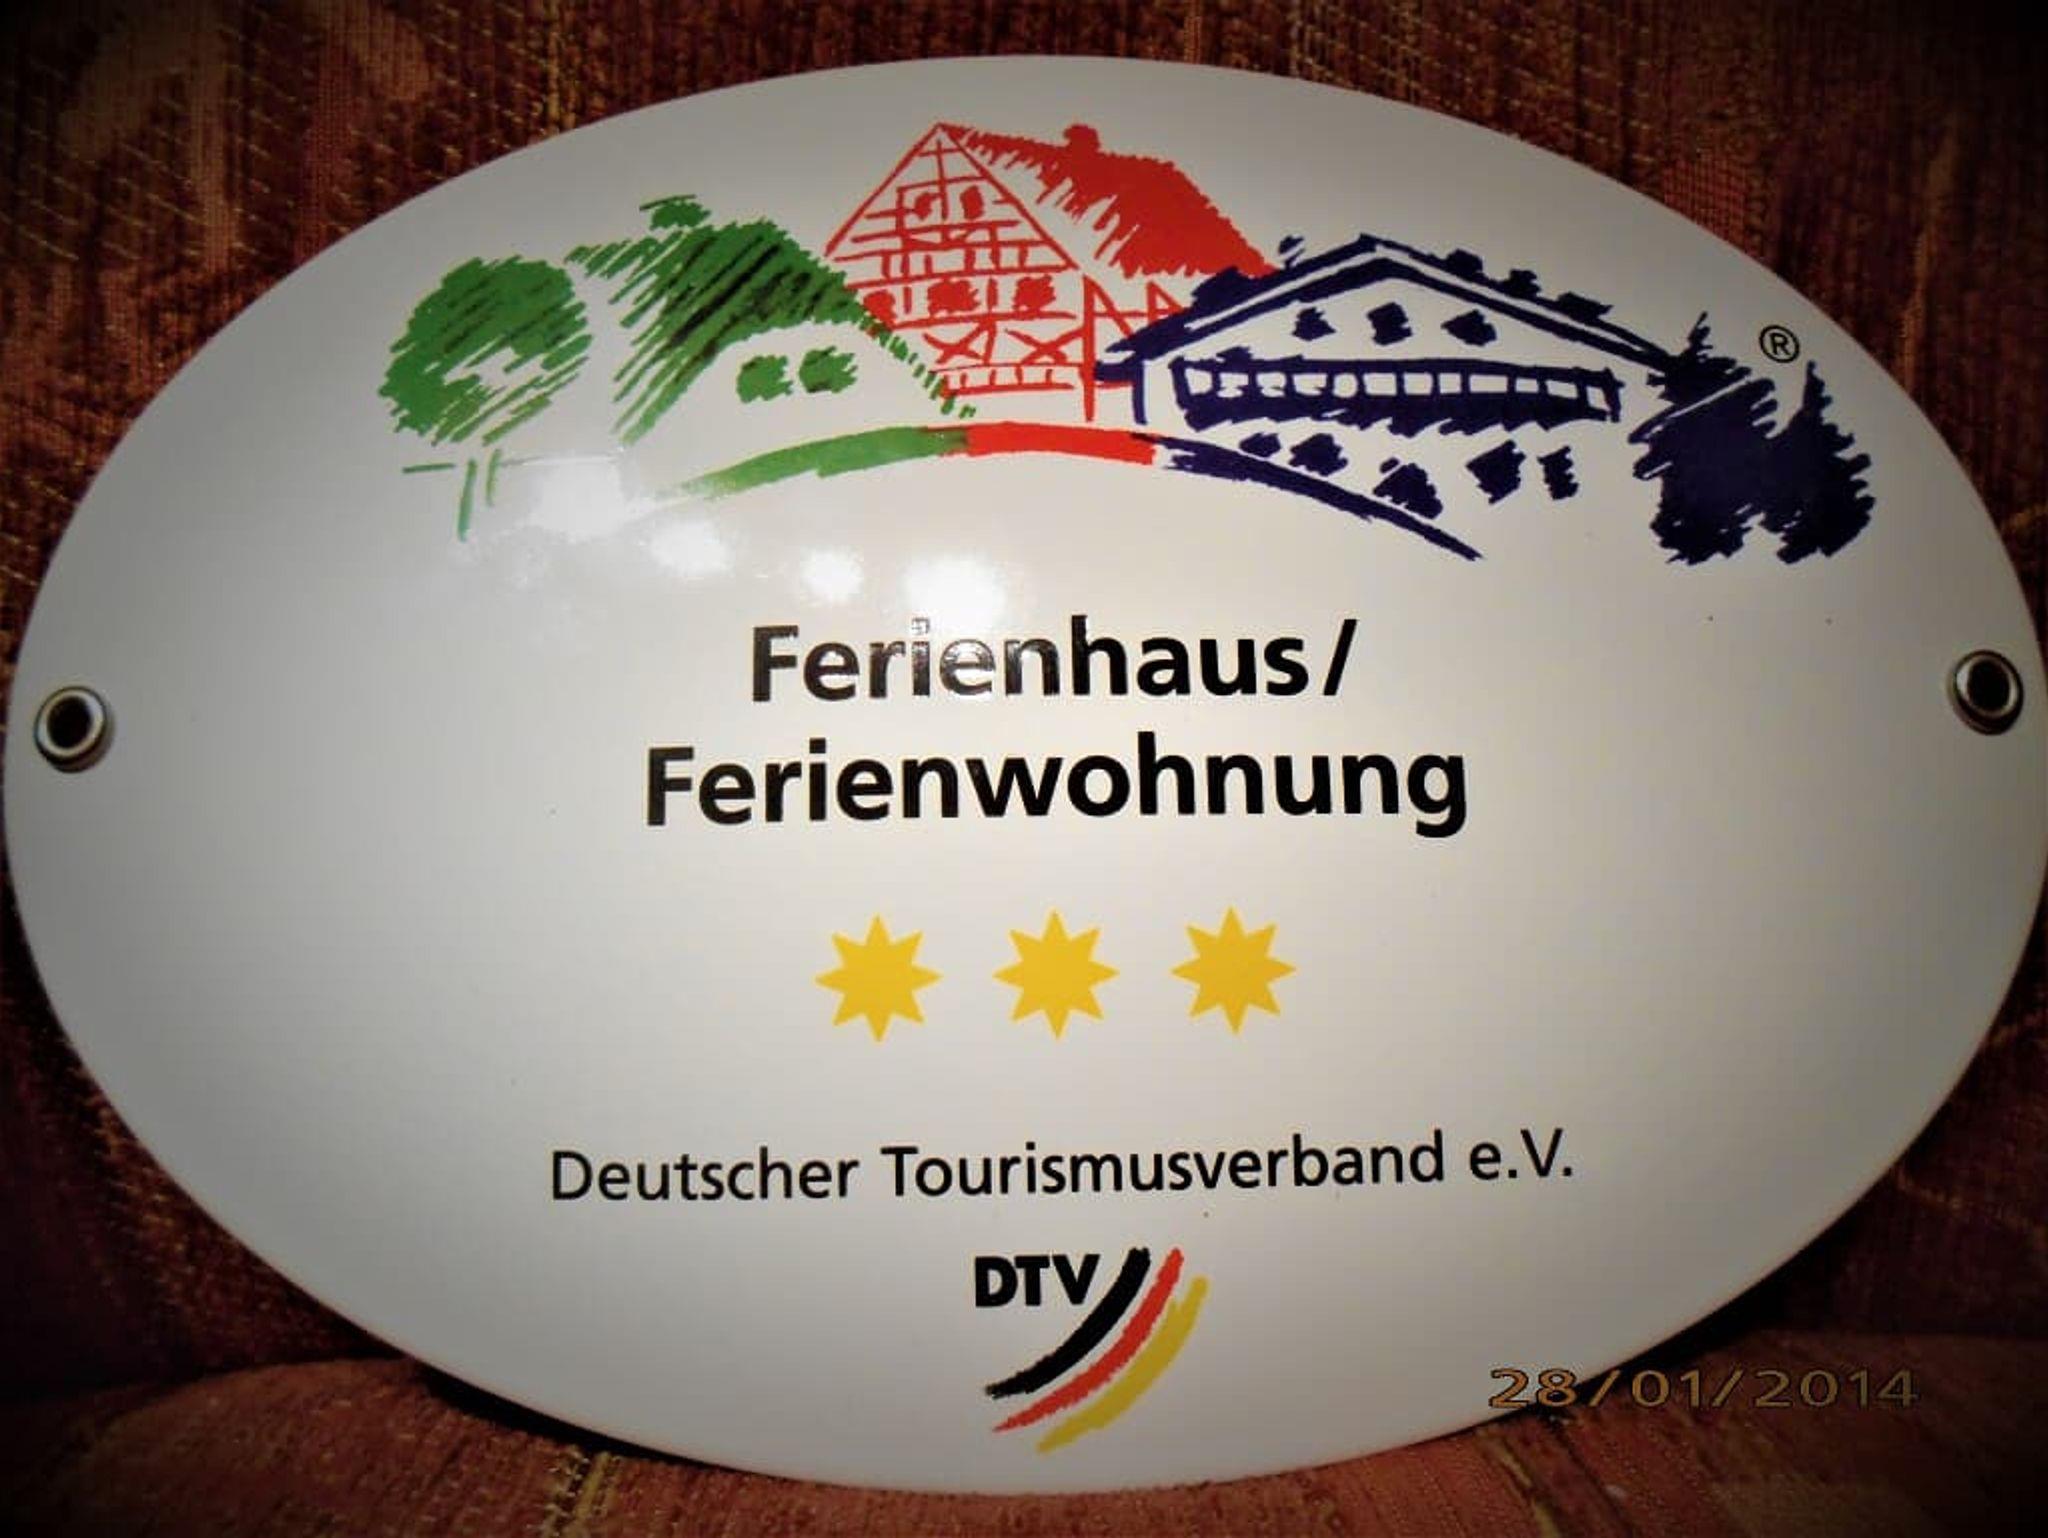 ®
Ferienhaus/
Ferienwohnung
Deutscher Tourismusverband e.V.
DTV
28/01/2014